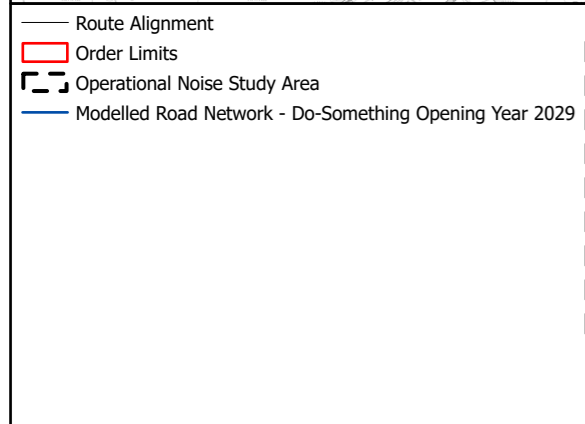 Route Alignment
Order Limits
Operational Noise Study Area
Modelled Road Network - Do-Something Opening Year 2029